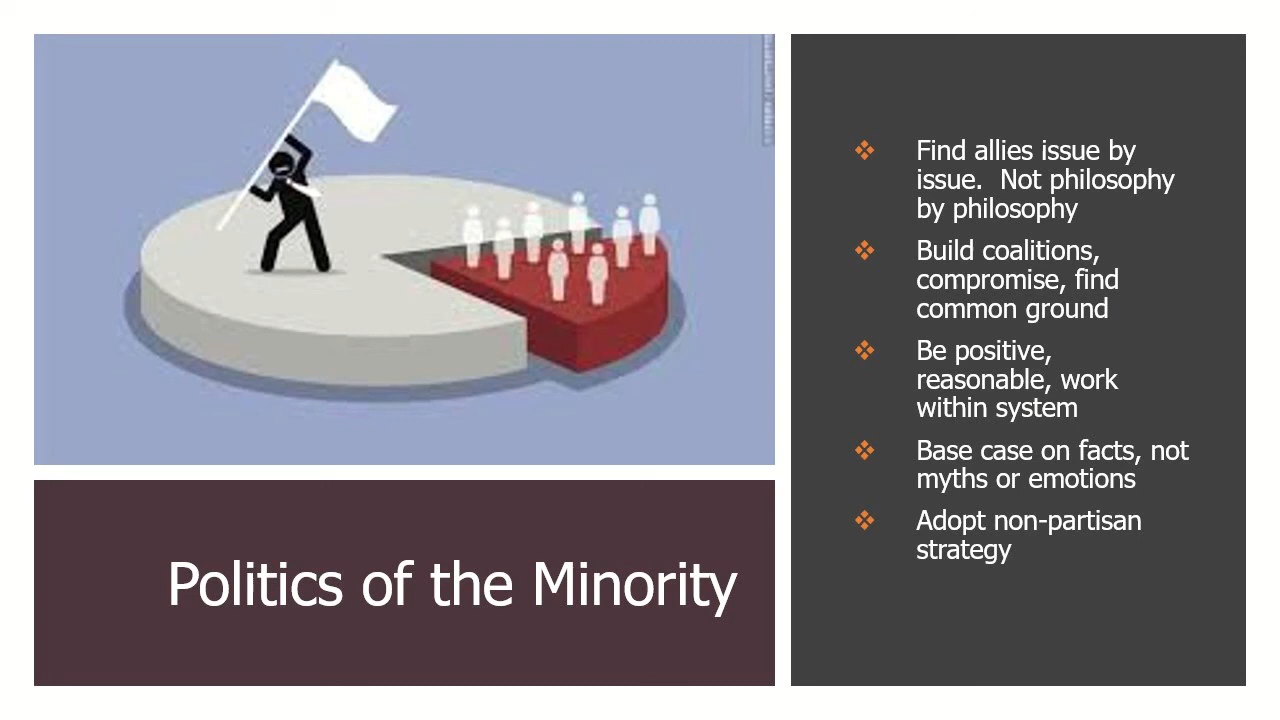 Find allies issue by
issue.  Not philosophy
by philosophy
Build coalitions,
compromise, find
common ground
Be positive,
reasonable, work
within system
Base case on facts, not
myths or emotions
Adopt non-partisan
strategy
Politics of the Minority